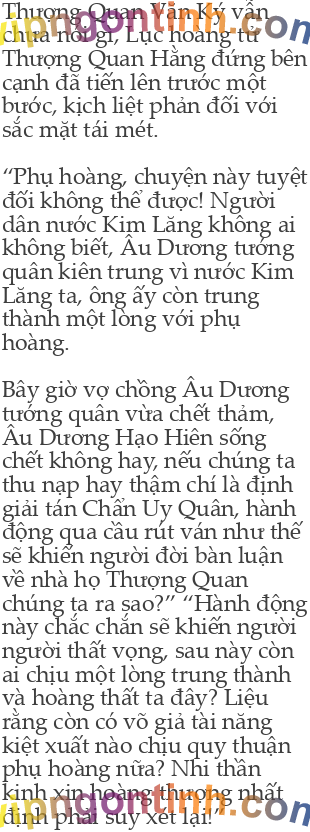 Thượng Quan Vân Ký vẫn
chưa nói gì, Lục hoàng tử
Thượng Quan Hằng đứng bên
cạnh đã tiến lên trước một
bước, kịch liệt phản đối với
sắc mặt tái mét.
“Phụ hoàng, chuyện này tuyệt
đối không thể được! Người
dân nước Kim Lăng không ai
không biết, Âu Dương tướng
quân kiên trung vì nước Kim
Lăng ta, ông ấy còn trung
thành một lòng với phụ
hoàng.
Bây giờ vợ chồng Âu Dương
tướng quân vừa chết thảm,
Âu Dương Hạo Hiên sống
chết không hay, nếu chúng ta
thu nạp hay thậm chí là định
giải tán Chẩn Uy Quân, hành
động qua cầu rút ván như thế
sẽ khiến người đời bàn luận
về nhà họ Thượng Quan
chúng ta ra sao?” “Hành động
này chắc chắn sẽ khiến người
người thất vọng, sau này còn
ai chịu một lòng trung thành
và hoàng thất ta đây? Liệu
rằng còn có võ giả tài năng
kiệt xuất nào chịu quy thuận
phụ hoàng nữa? Nhi thần
kính xin hoàng thượng nhất
định phải suy xét lại!”
vipngontinh.com
vipngontinh.com